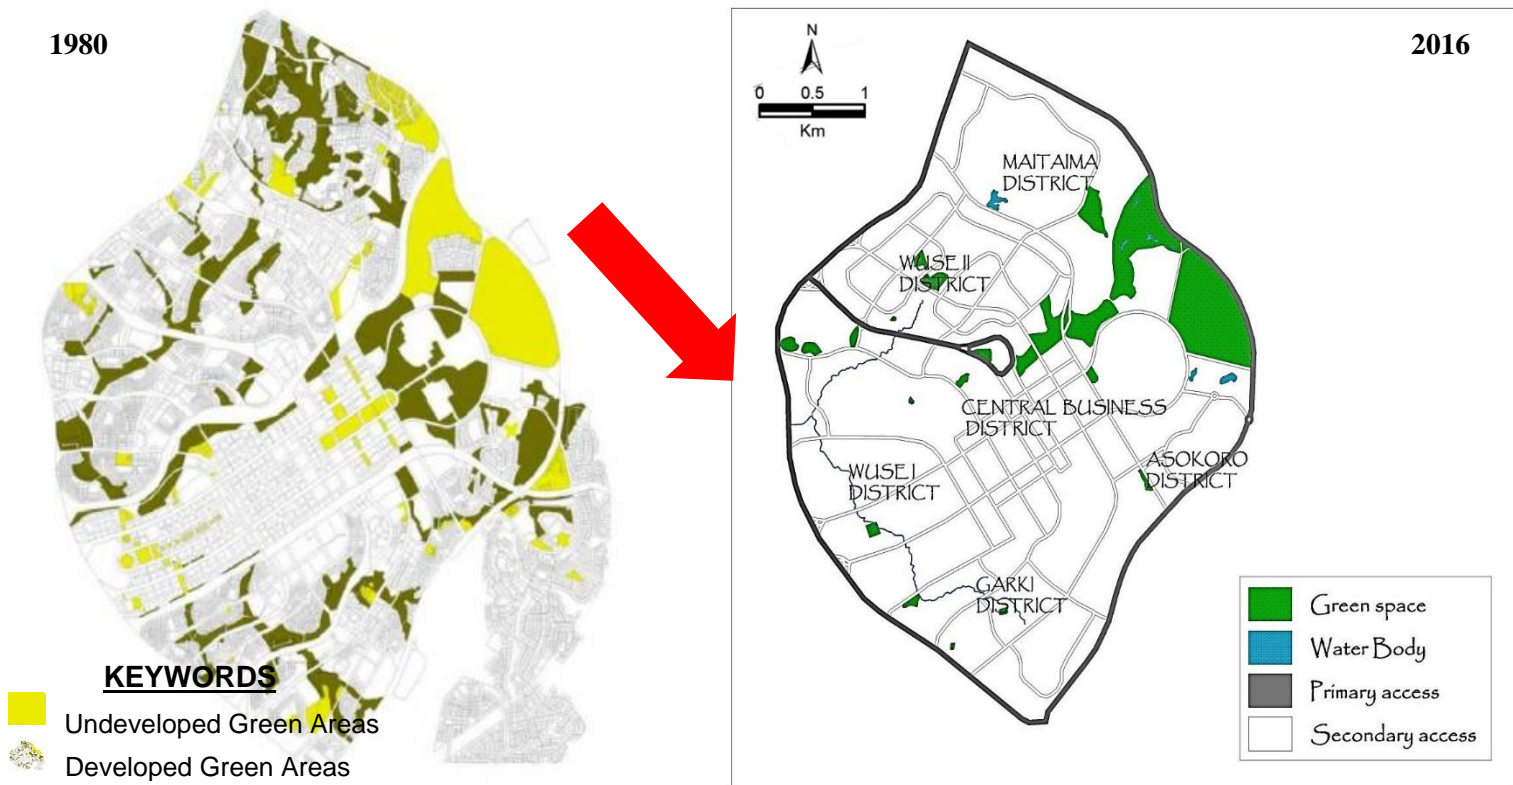 1980
KEYWORDS
Undeveloped Green Areas
Developed Green Areas
2016
N
0 0.5 1
Km
MAITAIMA
DISTRICT
WUSE II
DISTRICT
CENTRAL BUSINESS
DISTRICT
WUSE I
DISTRICT
ASOKORO
DISTRICT
GARKI
DISTRICT
Green space
Water Body
Primary access
Secondary access